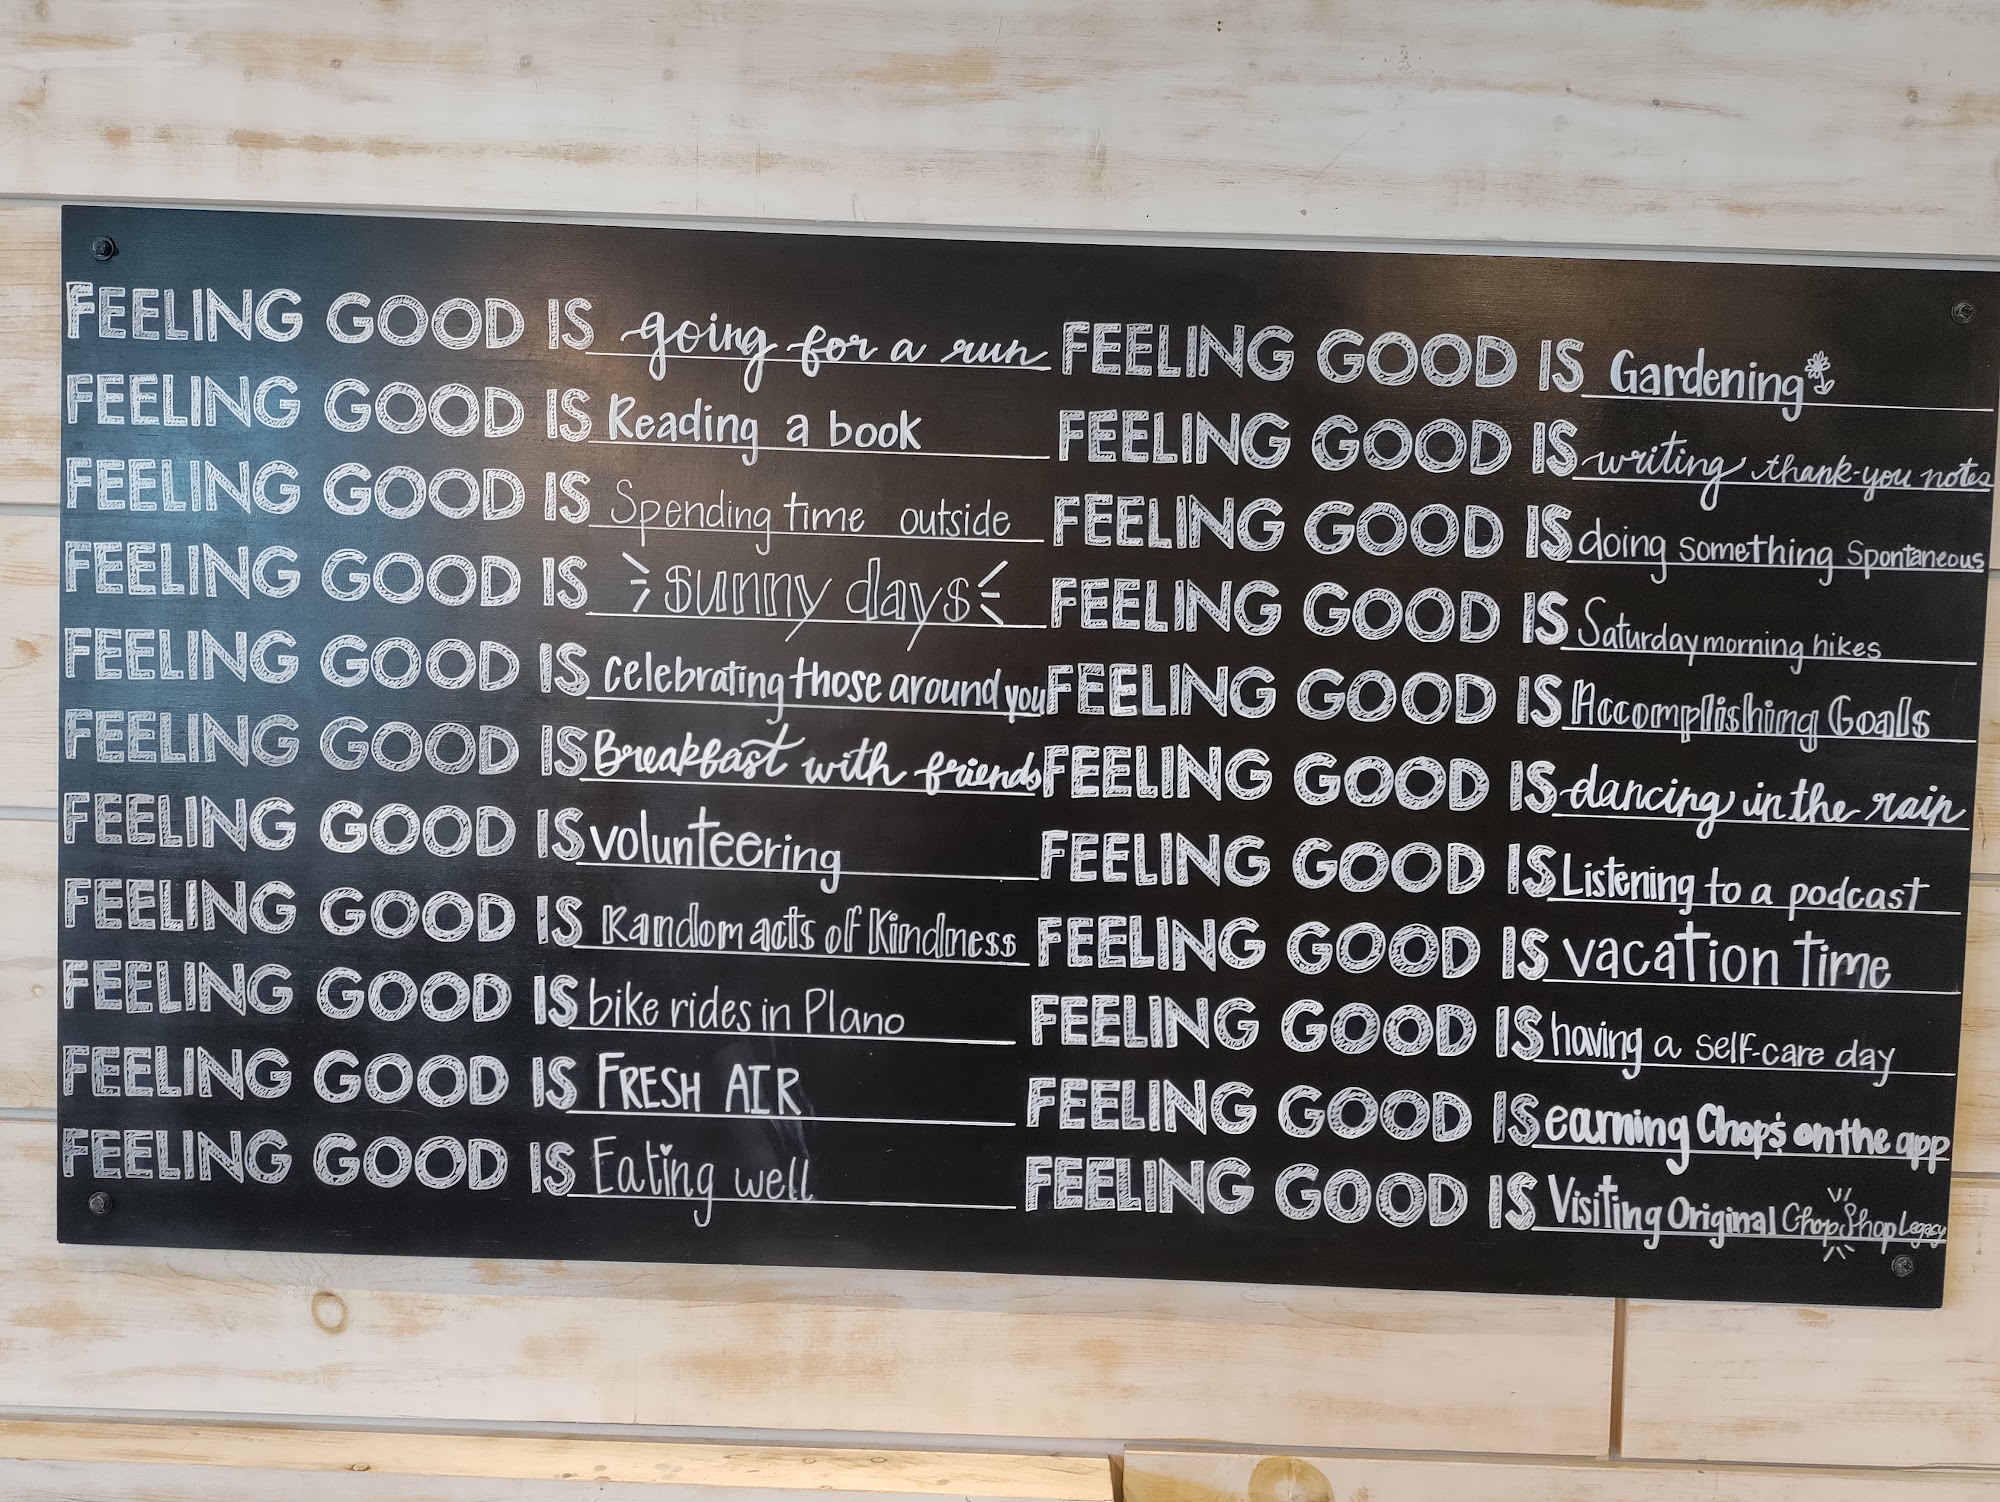 FEELING GOOD IS going for a run
FEELING GOOD IS Reading a book
FEELING GOOD IS Spending time outside
FEELING GOOD IS sunny days
FEELING GOOD IS celebrating those around you
FEELING GOOD IS Breakfast with friends
FEELING GOOD IS volunteering
FEELING GOOD IS Random acts of Kindness
FEELING GOOD IS bike rides in Plano
FEELING GOOD IS FRESH AIR
FEELING GOOD IS Eating well
FEELING GOOD IS Gardening
FEELING GOOD IS writing thank-you notes
FEELING GOOD IS doing something spontaneous
FEELING GOOD IS Saturday morning hikes
FEELING GOOD IS Accomplishing Goals
FEELING GOOD IS dancing in the rain
FEELING GOOD IS Listening to a podcast
FEELING GOOD IS vacation time
FEELING GOOD IS having a self-care day
FEELING GOOD IS earning Chop's on the app
FEELING GOOD IS Visiting Original ChopShop Legacy